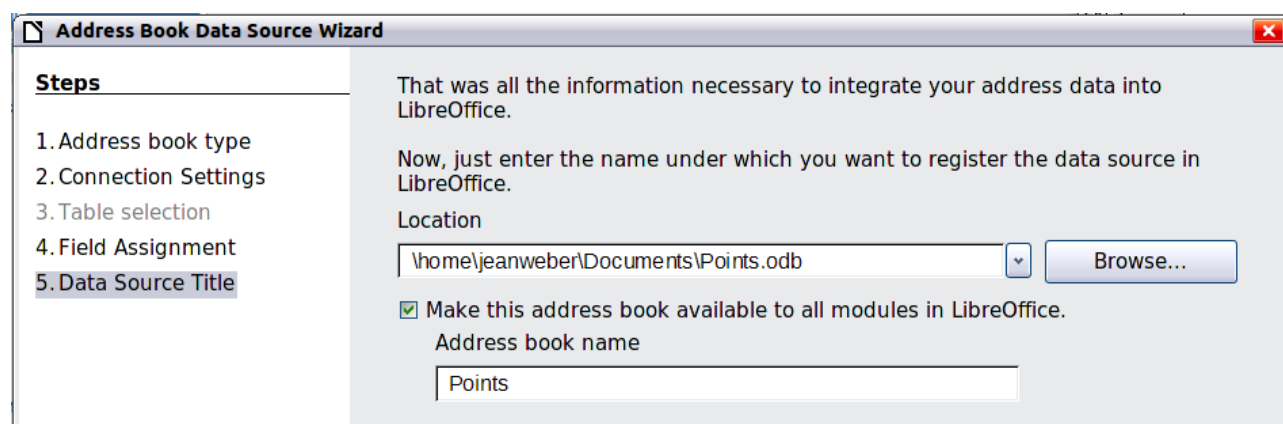 Address Book Data Source Wizard
Steps
1. Address book type
2. Connection Settings
3. Table selection
4. Field Assignment
5. Data Source Title
That was all the information necessary to integrate your address data into
LibreOffice.
Now, just enter the name under which you want to register the data source in
LibreOffice.
Location
\home\jeanweber\Documents\Points.odb
Browse...
Make this address book available to all modules in LibreOffice.
Address book name
Points